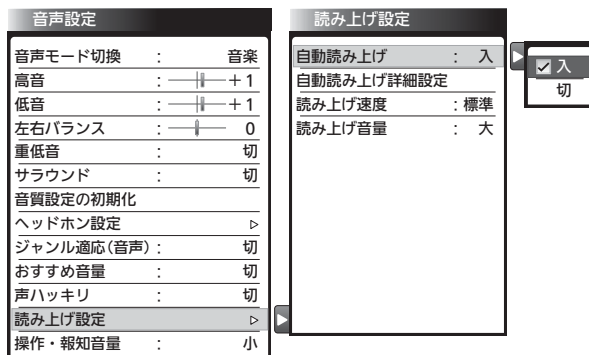 音声設定
音声モード切換 : 音楽
高音 : +1
低音 : +1
左右バランス : 0
重低音 : 切
サラウンド : 切
音質設定の初期化
ヘッドホン設定
ジャンル適応(音声) : 切
おすすめ音量 : 切
声ハッキリ : 切
読み上げ設定
操作・報知音量 : 小
読み上げ設定
自動読み上げ : 入
自動読み上げ詳細設定
読み上げ速度 : 標準
読み上げ音量 : 大
入
切